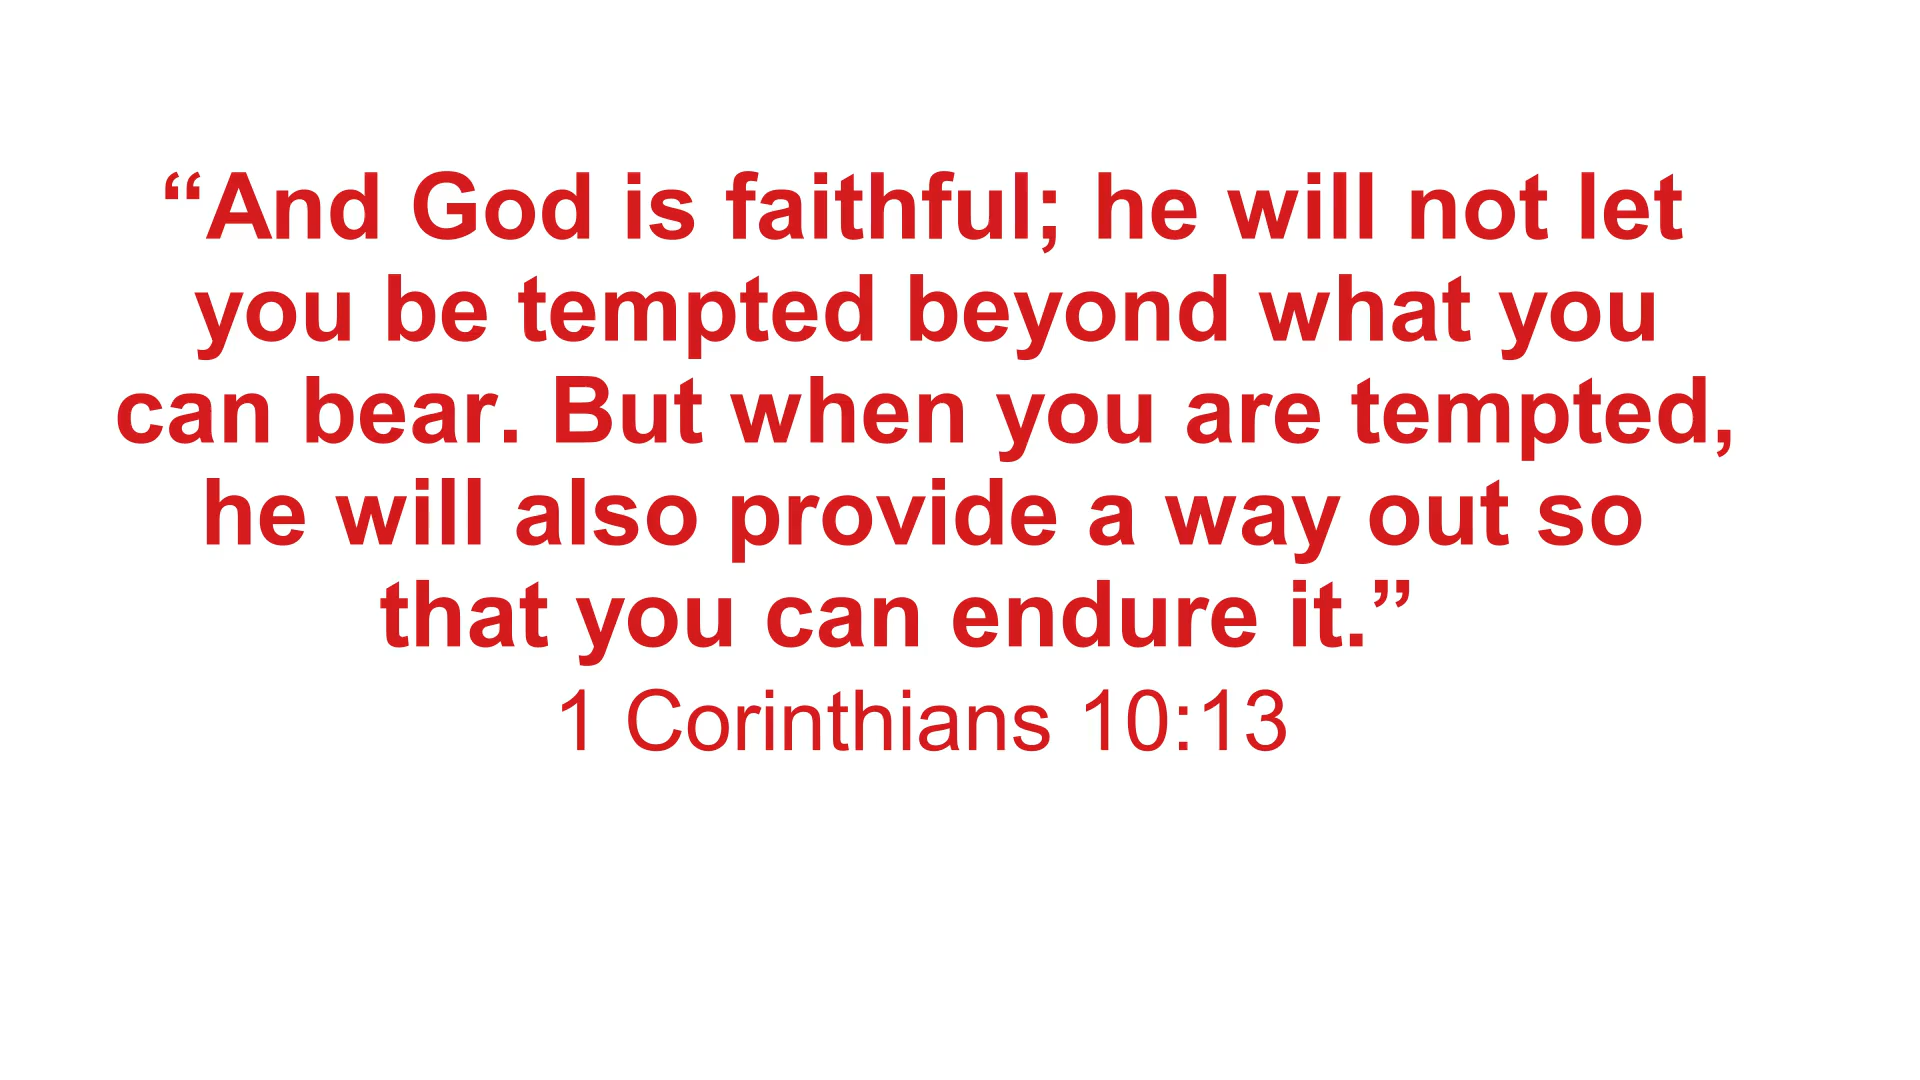 “And God is faithful; he will not let
you be tempted beyond what you
can bear. But when you are tempted,
he will also provide a way out so
that you can endure it.”
1 Corinthians 10:13